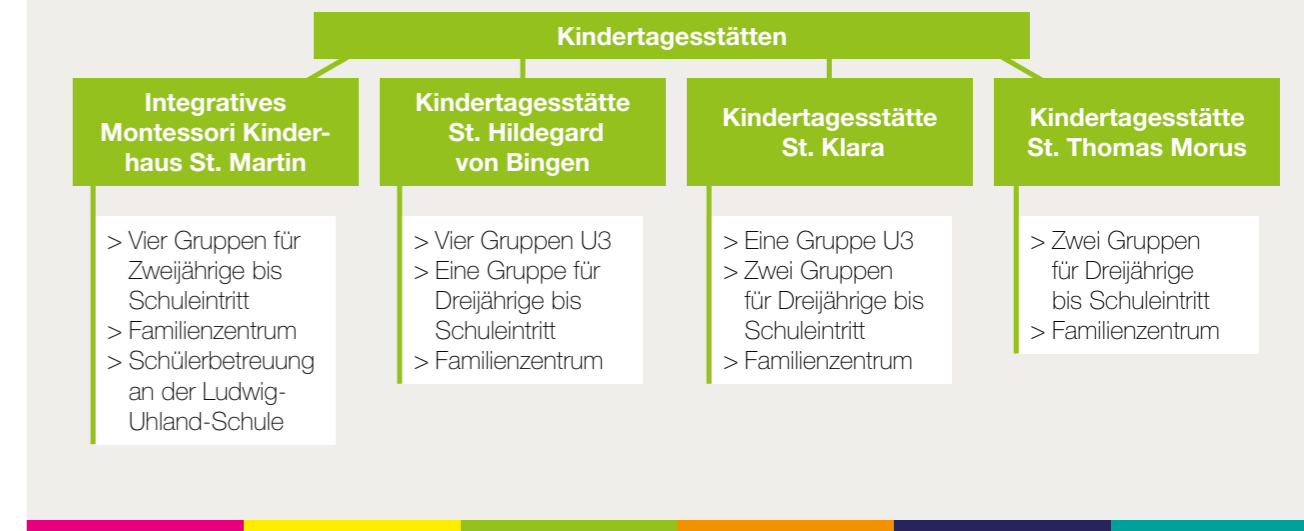 Kindertagesstätten
Integratives
Montessori Kinder-
haus St. Martin
> Vier Gruppen für
Zweijährige bis
Schuleintritt
> Familienzentrum
> Schülerbetreuung
an der Ludwig-
Uhland-Schule
Kindertagesstätte
St. Hildegard
von Bingen
> Vier Gruppen U3
> Eine Gruppe für
Dreijährige bis
Schuleintritt
> Familienzentrum
Kindertagesstätte
St. Klara
> Eine Gruppe U3
> Zwei Gruppen
für Dreijährige bis
Schuleintritt
> Familienzentrum
Kindertagesstätte
St. Thomas Morus
> Zwei Gruppen
für Dreijährige
bis Schuleintritt
> Familienzentrum